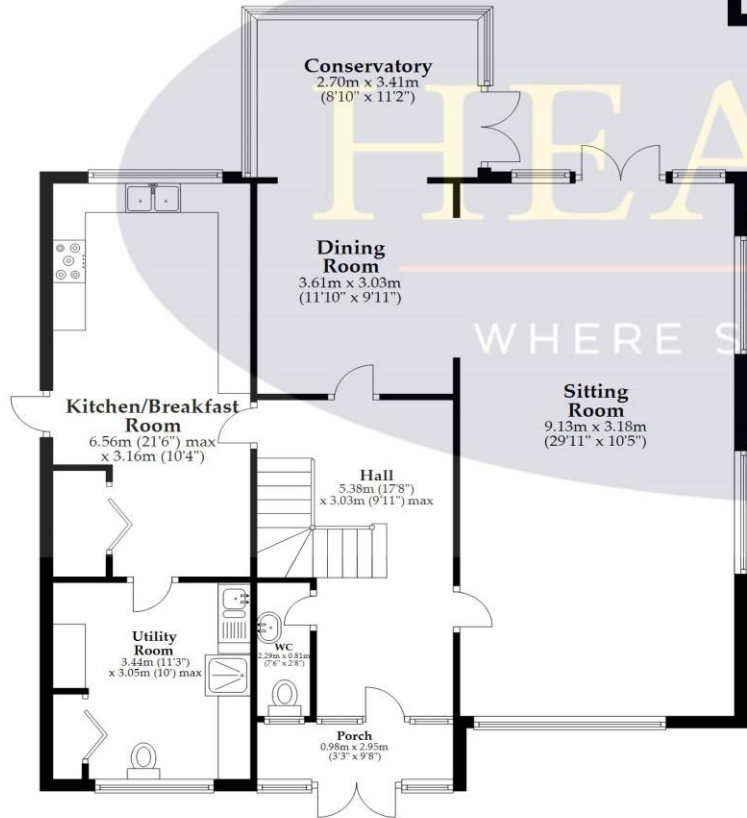 Conservatory
2.70m x 3.41m
(8'10" x 11'2")
HEA
Dining
Room
3.61m x 3.03m
(11'10" x 9'11")
WHERE S
Kitchen/Breakfast
Room
6.56m (21'6") max
x 3.16m (10'4")
Sitting
Room
9.13m x 3.18m
(29'11" x 10'5")
Hall
5.38m (17'8")
x 3.03m (9'11") max
Utility
Room
3.44m (11'3")
x 3.05m (10') max
WC
2.29m x 0.81m
(7'6" x 2'8")
Porch
0.98m x 2.95m
(3'3" x 9'8")